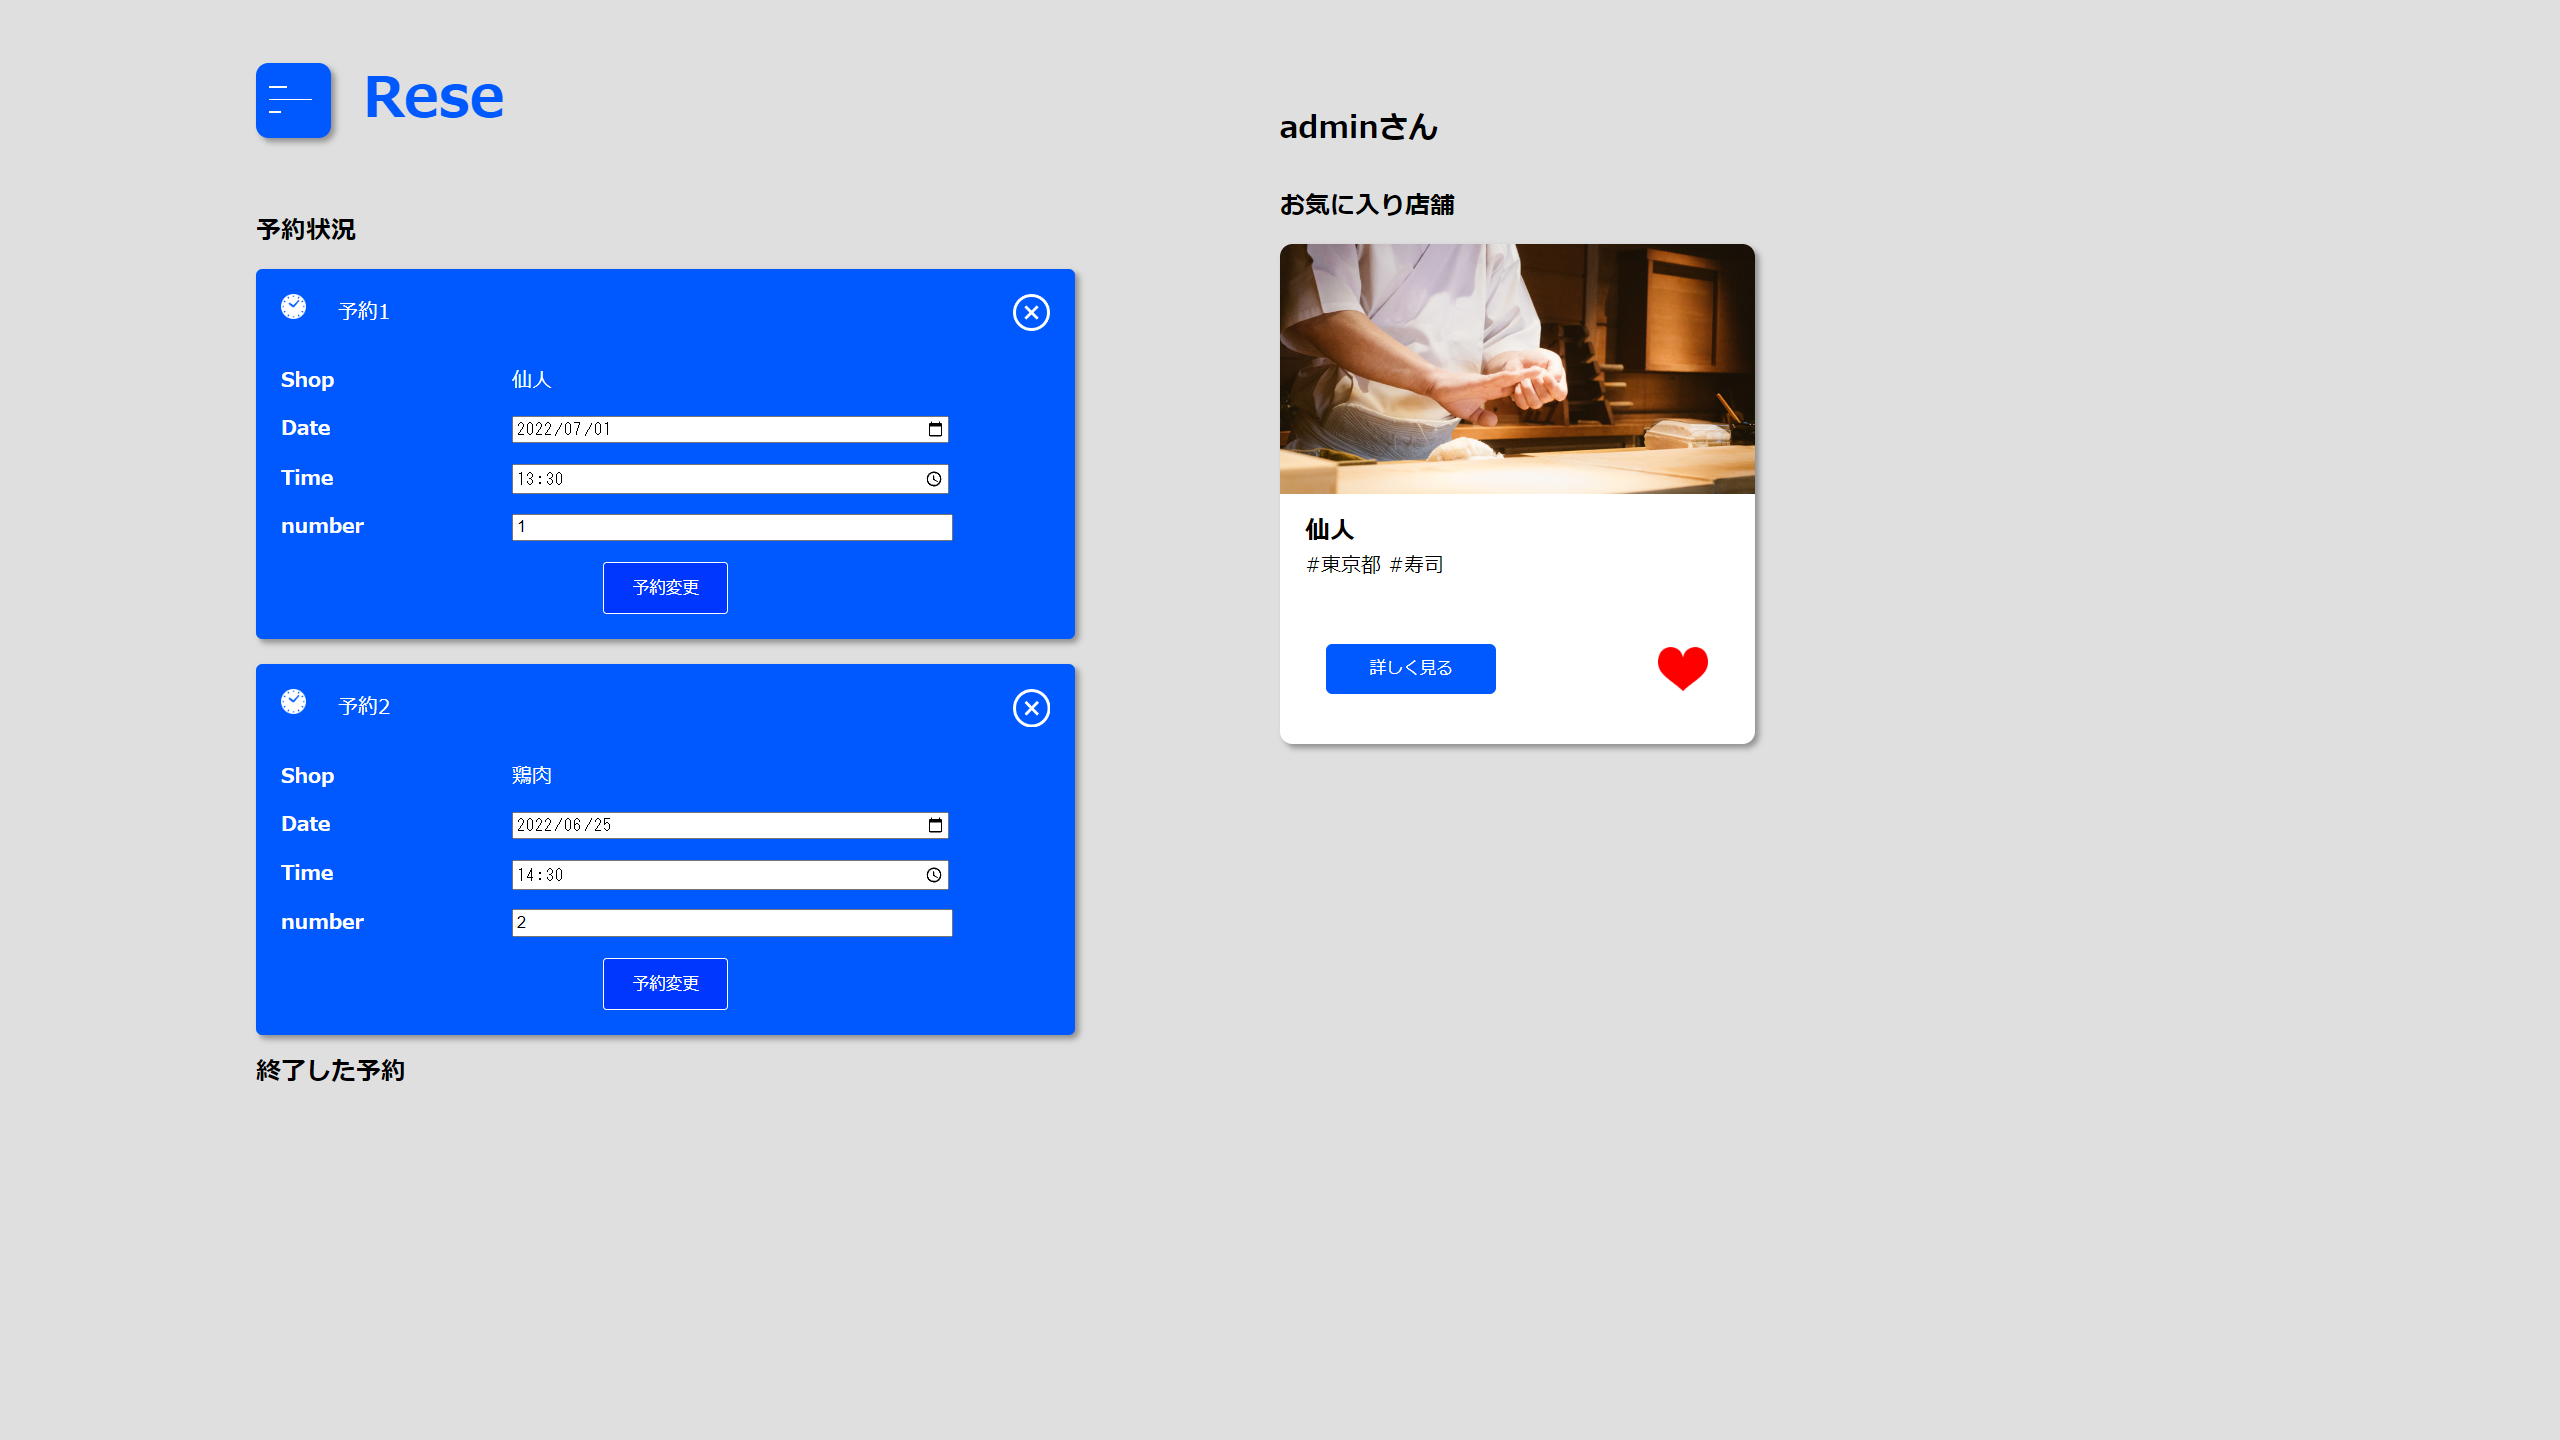 Rese
adminさん
予約状況
予約1
Shop 仙人
Date 2022/07/01
Time 13:30
number 1
予約変更
予約2
Shop 鶏肉
Date 2022/06/25
Time 14:30
number 2
予約変更
終了した予約
お気に入り店舗
仙人
#東京都 #寿司
詳しく見る